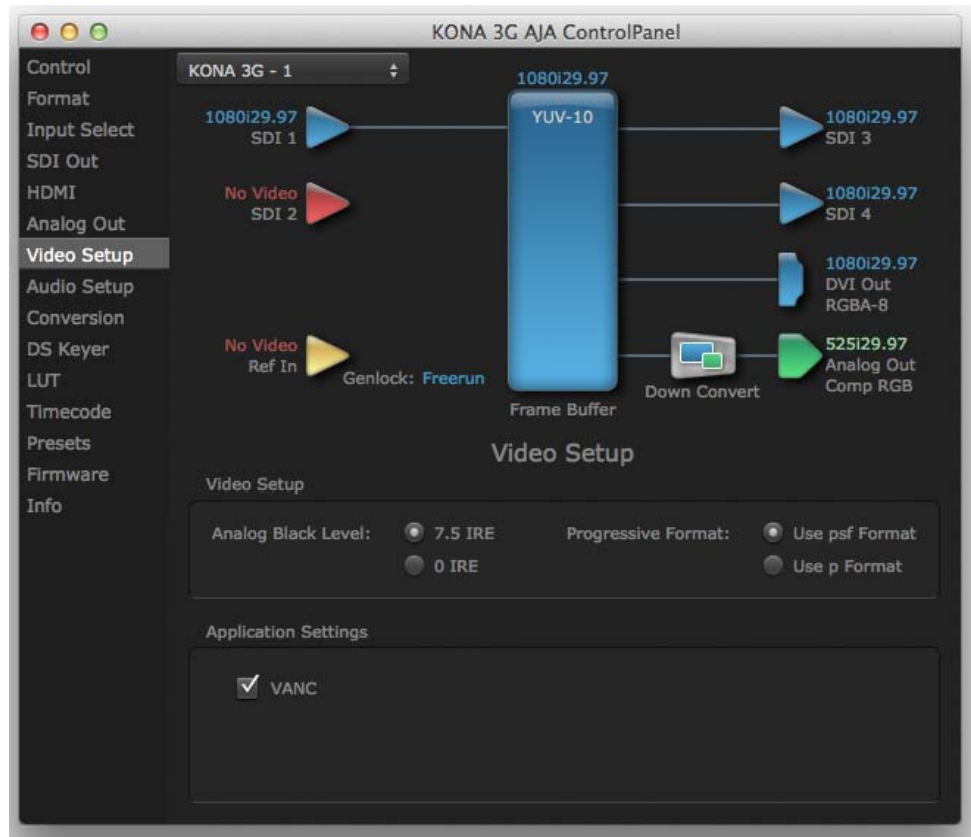 KONA 3G AJA ControlPanel
Control
Format
Input Select
SDI Out
HDMI
Analog Out
Video Setup
Audio Setup
Conversion
DS Keyer
LUT
Timecode
Presets
Firmware
Info
KONA 3G - 1
1080i29.97
YUV-10
Frame Buffer
1080i29.97
SDI 1
No Video
SDI 2
No Video
Ref In
Genlock: Freerun
1080i29.97
SDI 3
1080i29.97
SDI 4
1080i29.97
DVI Out
RGBA-8
Down Convert
525i29.97
Analog Out
Comp RGB
Video Setup
Video Setup
Analog Black Level:
7.5 IRE
0 IRE
Progressive Format:
Use psf Format
Use p Format
Application Settings
VANC